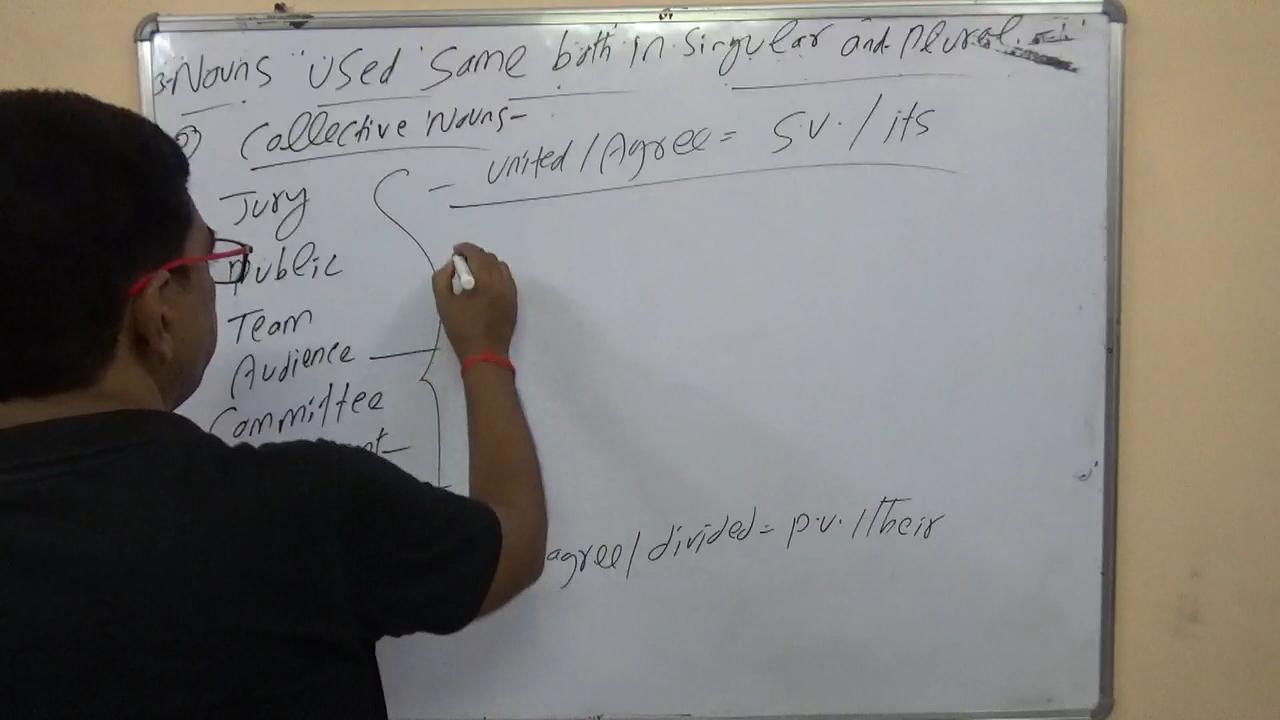 3-Nouns "used same both in singular and plural.
Collective Nouns-
- united / Agree = S.V. / its
Jury
Public
Team
Audience
Committee
agree / divided = P.V. / Their